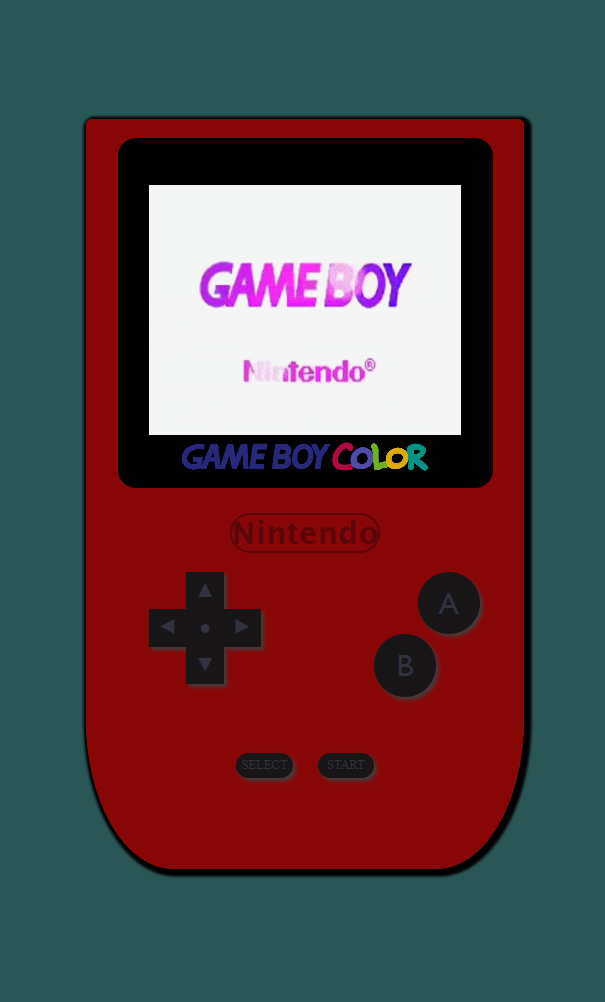 GAME BOY
Nintendo®
GAME BOY COLOR
Nintendo
A
B
SELECT START